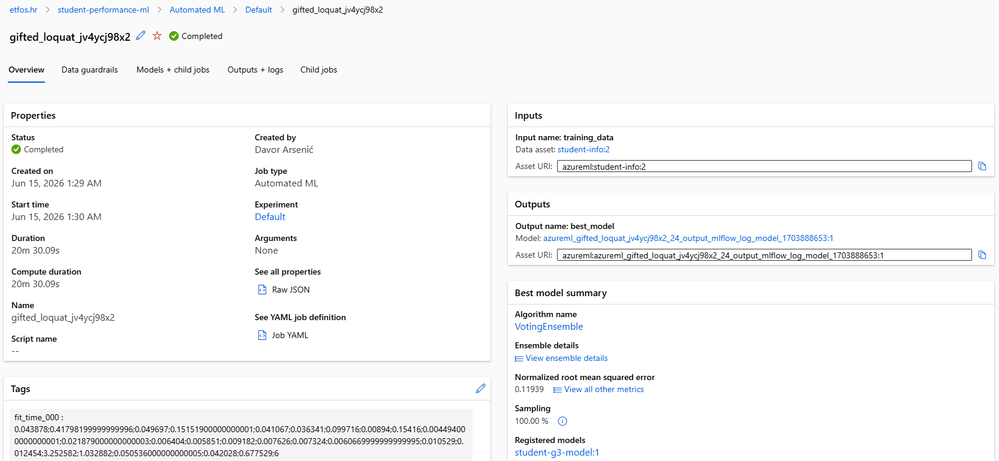 etfos.hr > student-performance-ml > Automated ML > Default > gifted_loquat_jv4ycj98x2
gifted_loquat_jv4ycj98x2 Completed
Overview Data guardrails Models + child jobs Outputs + logs Child jobs
Properties
Status
Completed
Created on
Jun 15, 2026 1:29 AM
Start time
Jun 15, 2026 1:30 AM
Duration
20m 30.09s
Compute duration
20m 30.09s
Name
gifted_loquat_jv4ycj98x2
Script name
--
Created by
Davor Arsenić
Job type
Automated ML
Experiment
Default
Arguments
None
See all properties
Raw JSON
See YAML job definition
Job YAML
Tags
fit_time_000 :
0.043878;0.41798199999999996;0.049697;0.15151900000000001;0.041067;0.036341;0.099716;0.00894;0.15416;0.00449400
0000000001;0.021879000000000003;0.006404;0.005851;0.009182;0.007626;0.007324;0.0060669999999999995;0.010529;0.
012454;3.252582;1.032882;0.050536000000000005;0.042028;0.677529;6
Inputs
Input name: training_data
Data asset: student-info:2
Asset URI: azureml:student-info:2
Outputs
Output name: best_model
Model: azureml_gifted_loquat_jv4ycj98x2_24_output_mlflow_log_model_1703888653:1
Asset URI: azureml:azureml_gifted_loquat_jv4ycj98x2_24_output_mlflow_log_model_1703888653:1
Best model summary
Algorithm name
VotingEnsemble
Ensemble details
View ensemble details
Normalized root mean squared error
0.11939 View all other metrics
Sampling
100.00 %
Registered models
student-g3-model:1